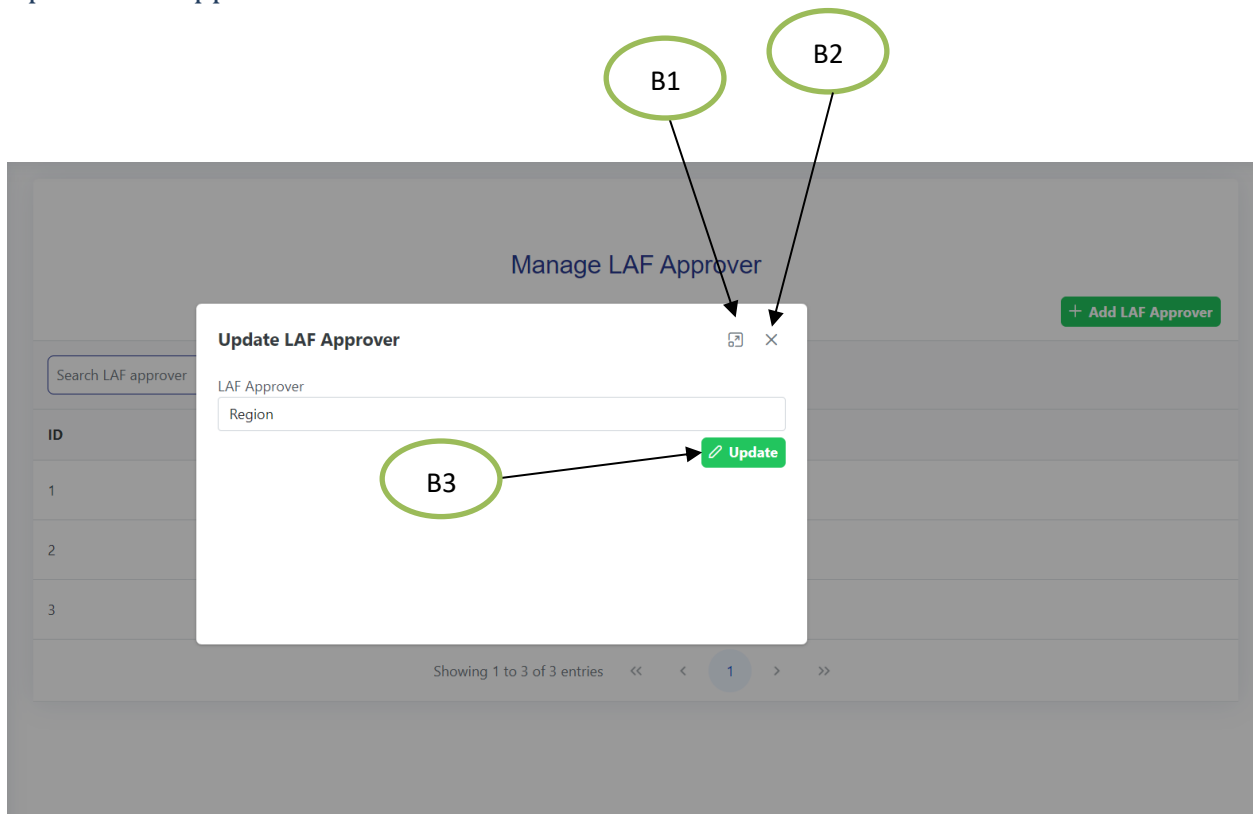 B2
B1
Manage LAF Approver
+ Add LAF Approver
Update LAF Approver
Search LAF approver
LAF Approver
Region
ID
Update
B3
1
2
3
Showing 1 to 3 of 3 entries << < 1 > >>